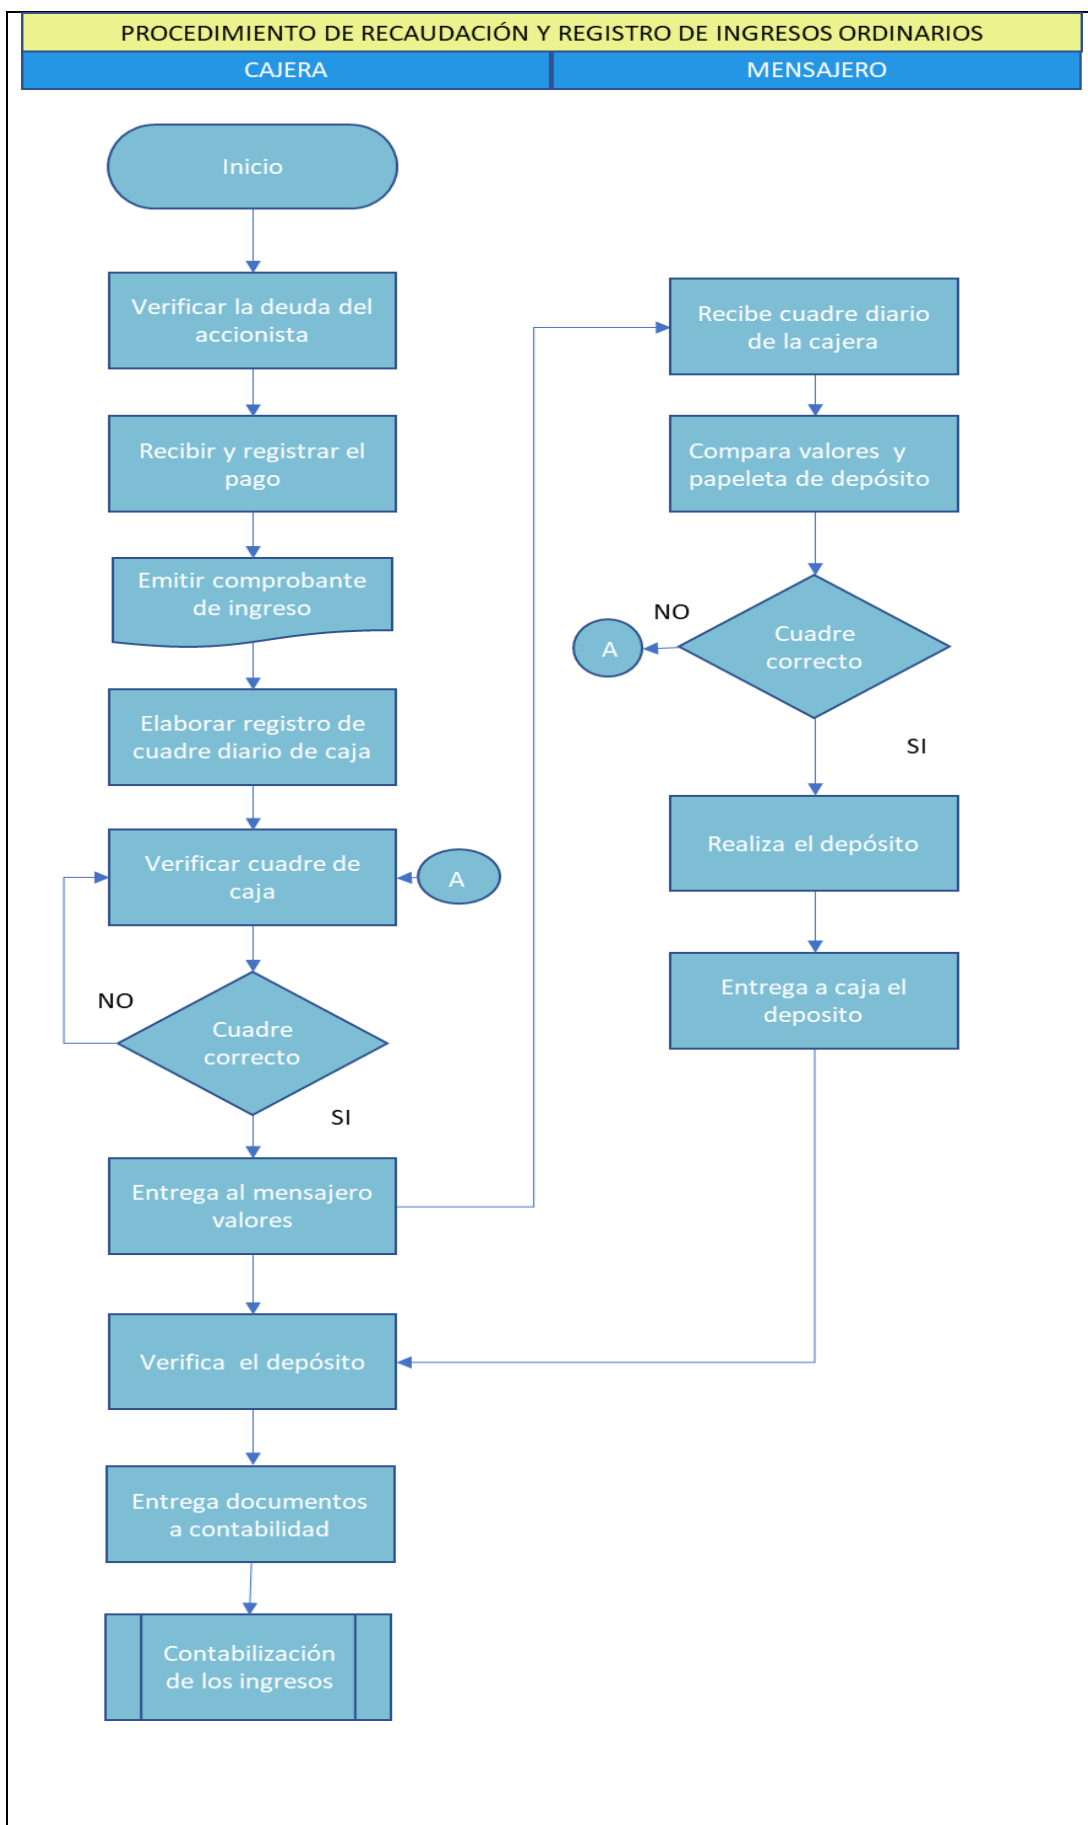 PROCEDIMIENTO DE RECAUDACIÓN Y REGISTRO DE INGRESOS ORDINARIOS
CAJERA
MENSAJERO
Inicio
Verificar la deuda del
accionista
Recibir y registrar el
pago
Emitir comprobante
de ingreso
Elaborar registro de
cuadre diario de caja
Verificar cuadre de
caja
A
NO
Cuadre
correcto
SI
Entrega al mensajero
valores
Verifica el depósito
Entrega documentos
a contabilidad
Contabilización
de los ingresos
Recibe cuadre diario
de la cajera
Compara valores y
papeleta de depósito
NO
A
Cuadre
correcto
SI
Realiza el depósito
Entrega a caja el
deposito